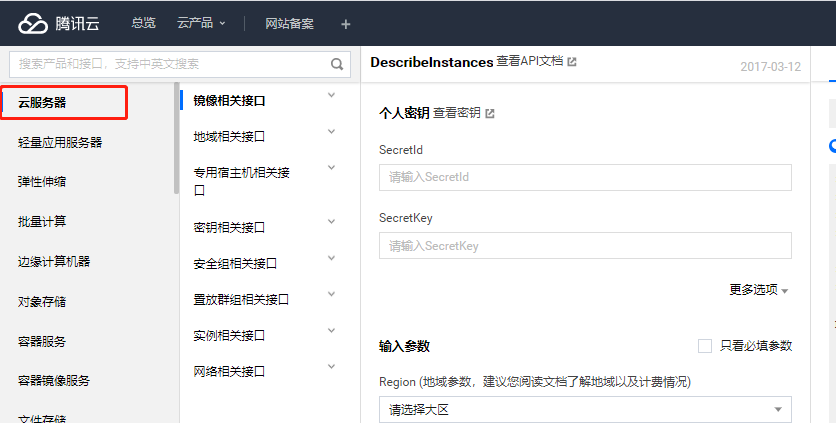 腾讯云 总览 云产品 网站备案 +
搜索产品和接口，支持中英文搜索
云服务器
轻量应用服务器
弹性伸缩
批量计算
边缘计算机器
对象存储
容器服务
容器镜像服务
文件存储
镜像相关接口
地域相关接口
专用宿主机相关接
口
密钥相关接口
安全组相关接口
置放群组相关接口
实例相关接口
网络相关接口
DescribeInstances 查看API文档
2017-03-12
个人密钥 查看密钥
SecretId
请输入SecretId
SecretKey
请输入SecretKey
更多选项
输入参数
只看必填参数
Region (地域参数，建议您阅读文档了解地域以及计费情况)
请选择大区